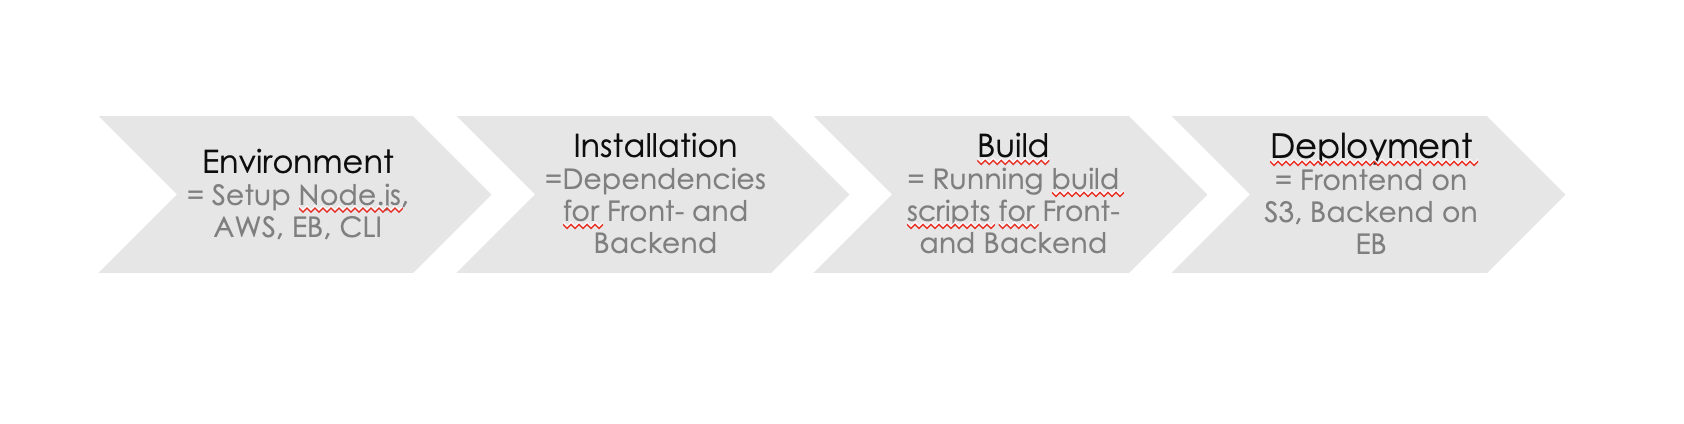 Environment
= Setup Node.js,
AWS, EB, CLI
Installation
=Dependencies
for Front- and
Backend
Build
= Running build
scripts for Front-
and Backend
Deployment
= Frontend on
S3, Backend on
EB